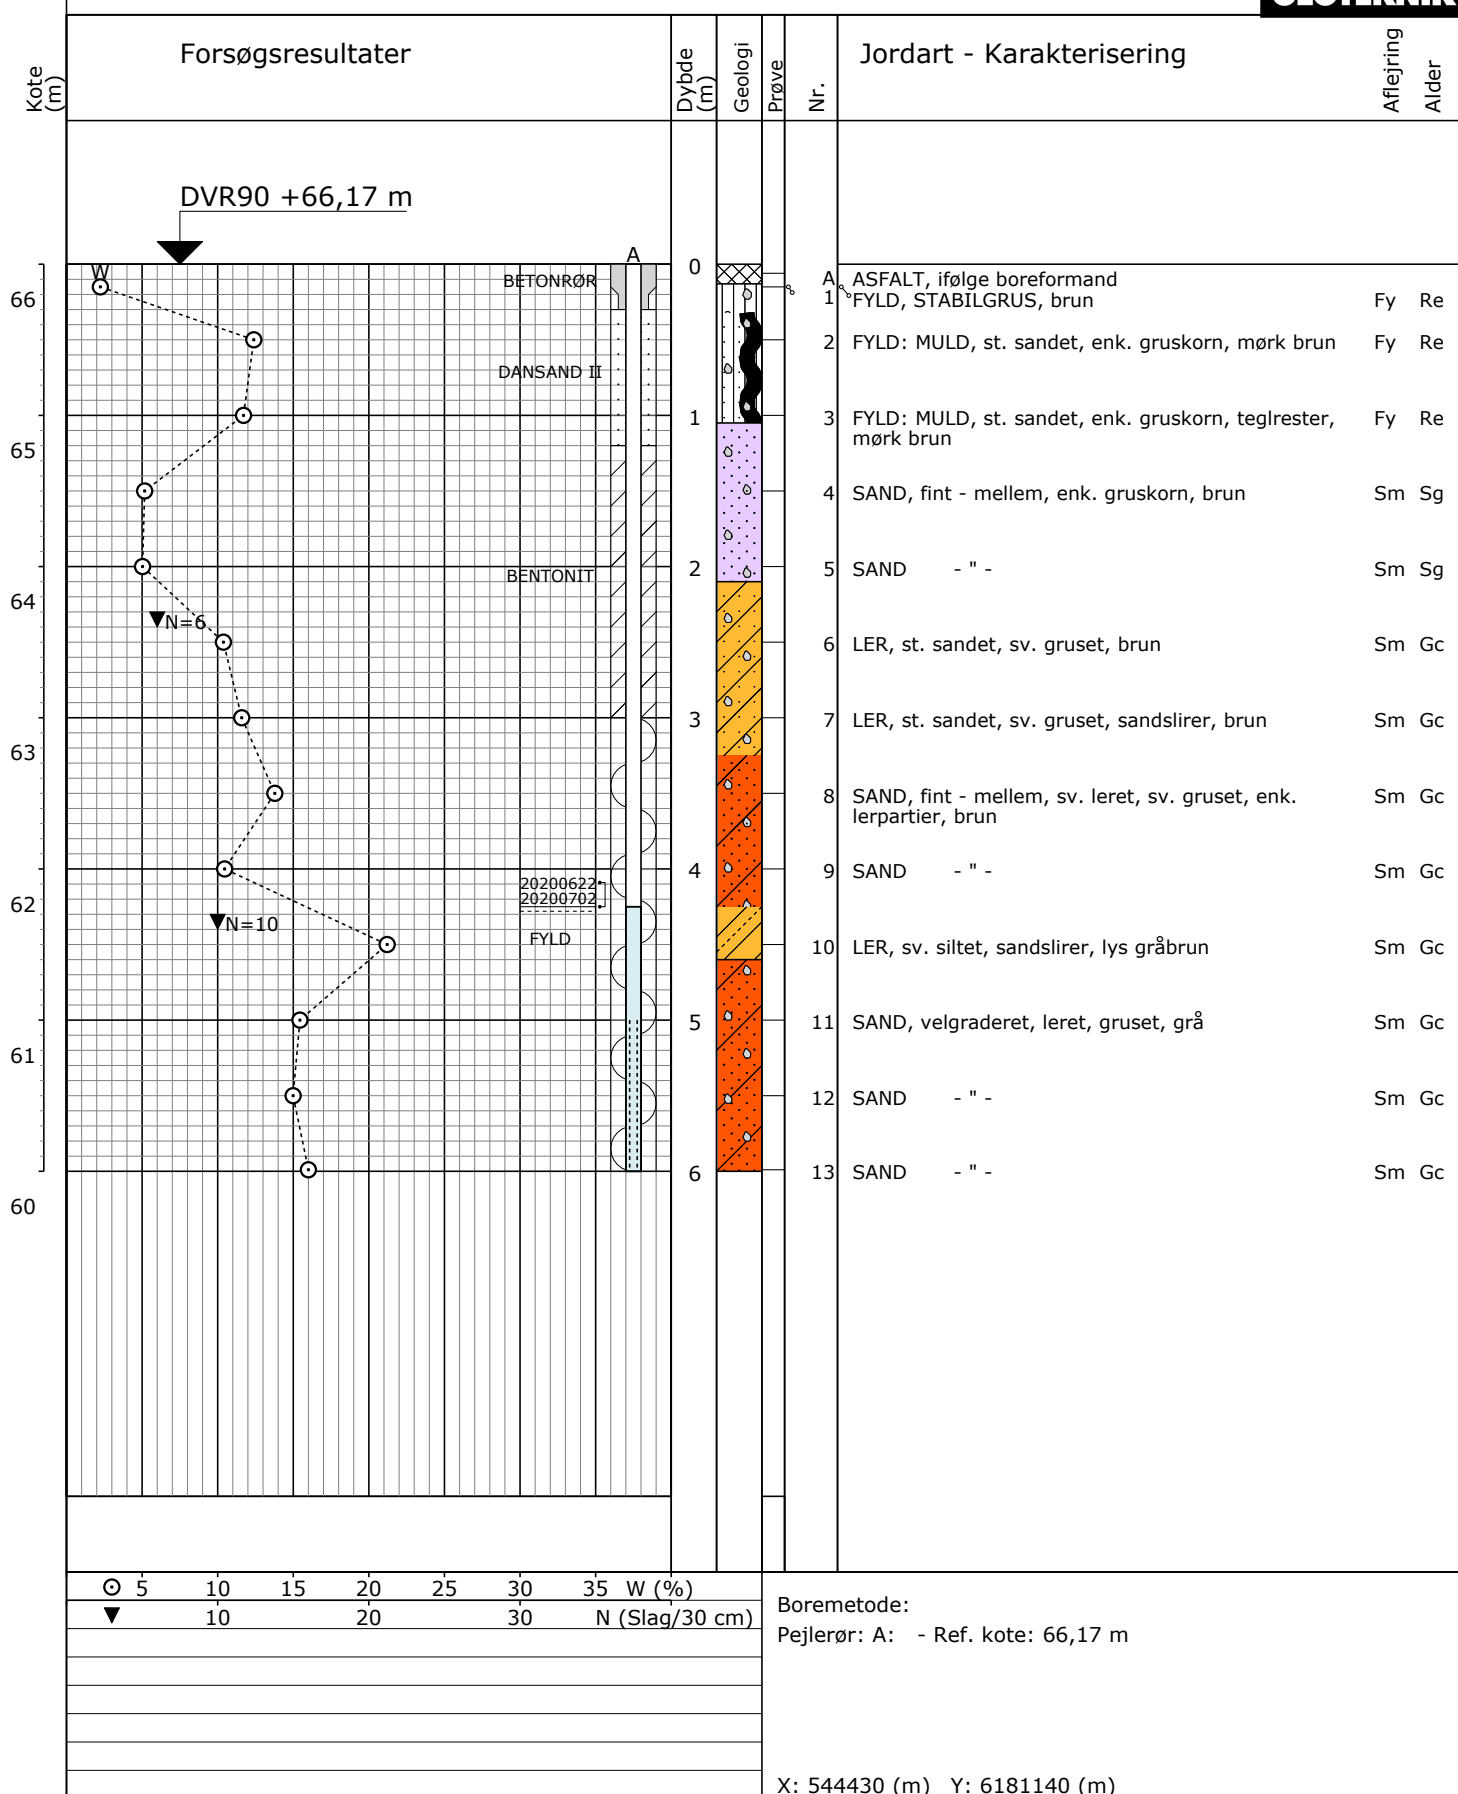 Kote (m)
Forsøgsresultater
Dybde (m)
Geologi
Prøve
Nr.
Jordart - Karakterisering
Aflejring
Alder
DVR90 +66,17 m
W
A
BETONRØR
0
A ASFALT, ifølge boreformand
66
1 FYLD, STABILGRUS, brun Fy Re
2 FYLD: MULD, st. sandet, enk. gruskorn, mørk brun Fy Re
DANSAND II
1
3 FYLD: MULD, st. sandet, enk. gruskorn, teglrester, Fy Re
mørk brun
65
4 SAND, fint - mellem, enk. gruskorn, brun Sm Sg
BENTONIT
2
5 SAND - " - Sm Sg
64
N=6
6 LER, st. sandet, sv. gruset, brun Sm Gc
3
7 LER, st. sandet, sv. gruset, sandslirer, brun Sm Gc
63
8 SAND, fint - mellem, sv. leret, sv. gruset, enk. Sm Gc
lerpartier, brun
4
9 SAND - " - Sm Gc
20200622
20200702
62
N=10
FYLD
10 LER, sv. siltet, sandslirer, lys gråbrun Sm Gc
5
11 SAND, velgraderet, leret, gruset, grå Sm Gc
61
12 SAND - " - Sm Gc
6
13 SAND - " - Sm Gc
60
5 10 15 20 25 30 35 W (%)
10 20 30 N (Slag/30 cm)
Boremetode:
Pejlerør: A: - Ref. kote: 66,17 m
X: 544430 (m) Y: 6181140 (m)